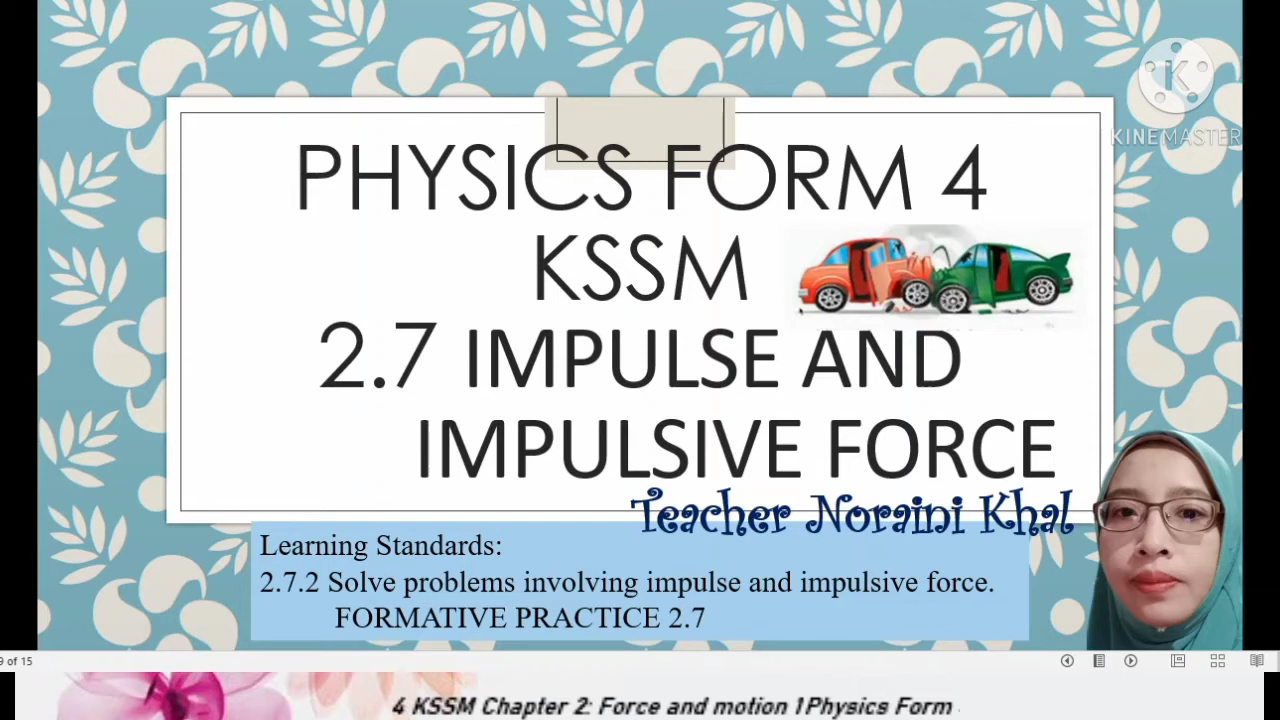 K
KINEMASTER
PHYSICS FORM 4
KSSM
2.7 IMPULSE AND
IMPULSIVE FORCE
Teacher Noraini Khal
Learning Standards:
2.7.2 Solve problems involving impulse and impulsive force.
FORMATIVE PRACTICE 2.7
9 of 15
4 KSSM Chapter 2: Force and motion 1Physics Form